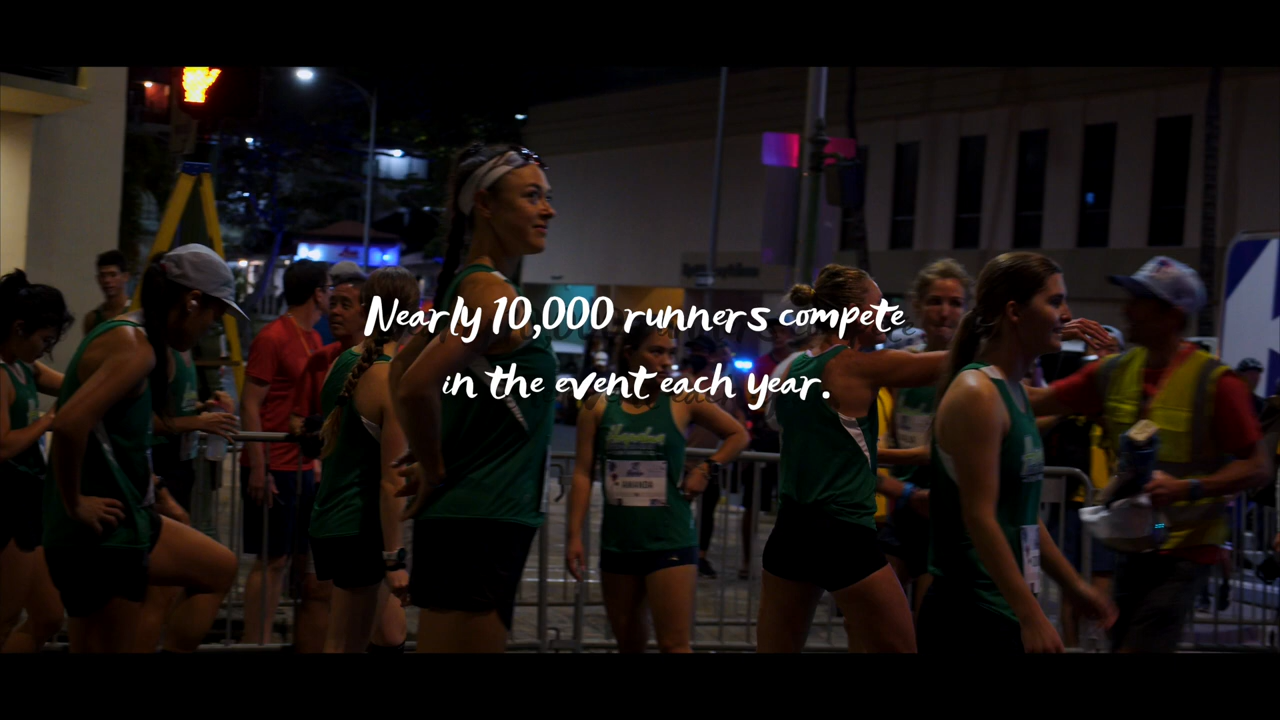 Nearly 10,000 runners compete
in the event each year.